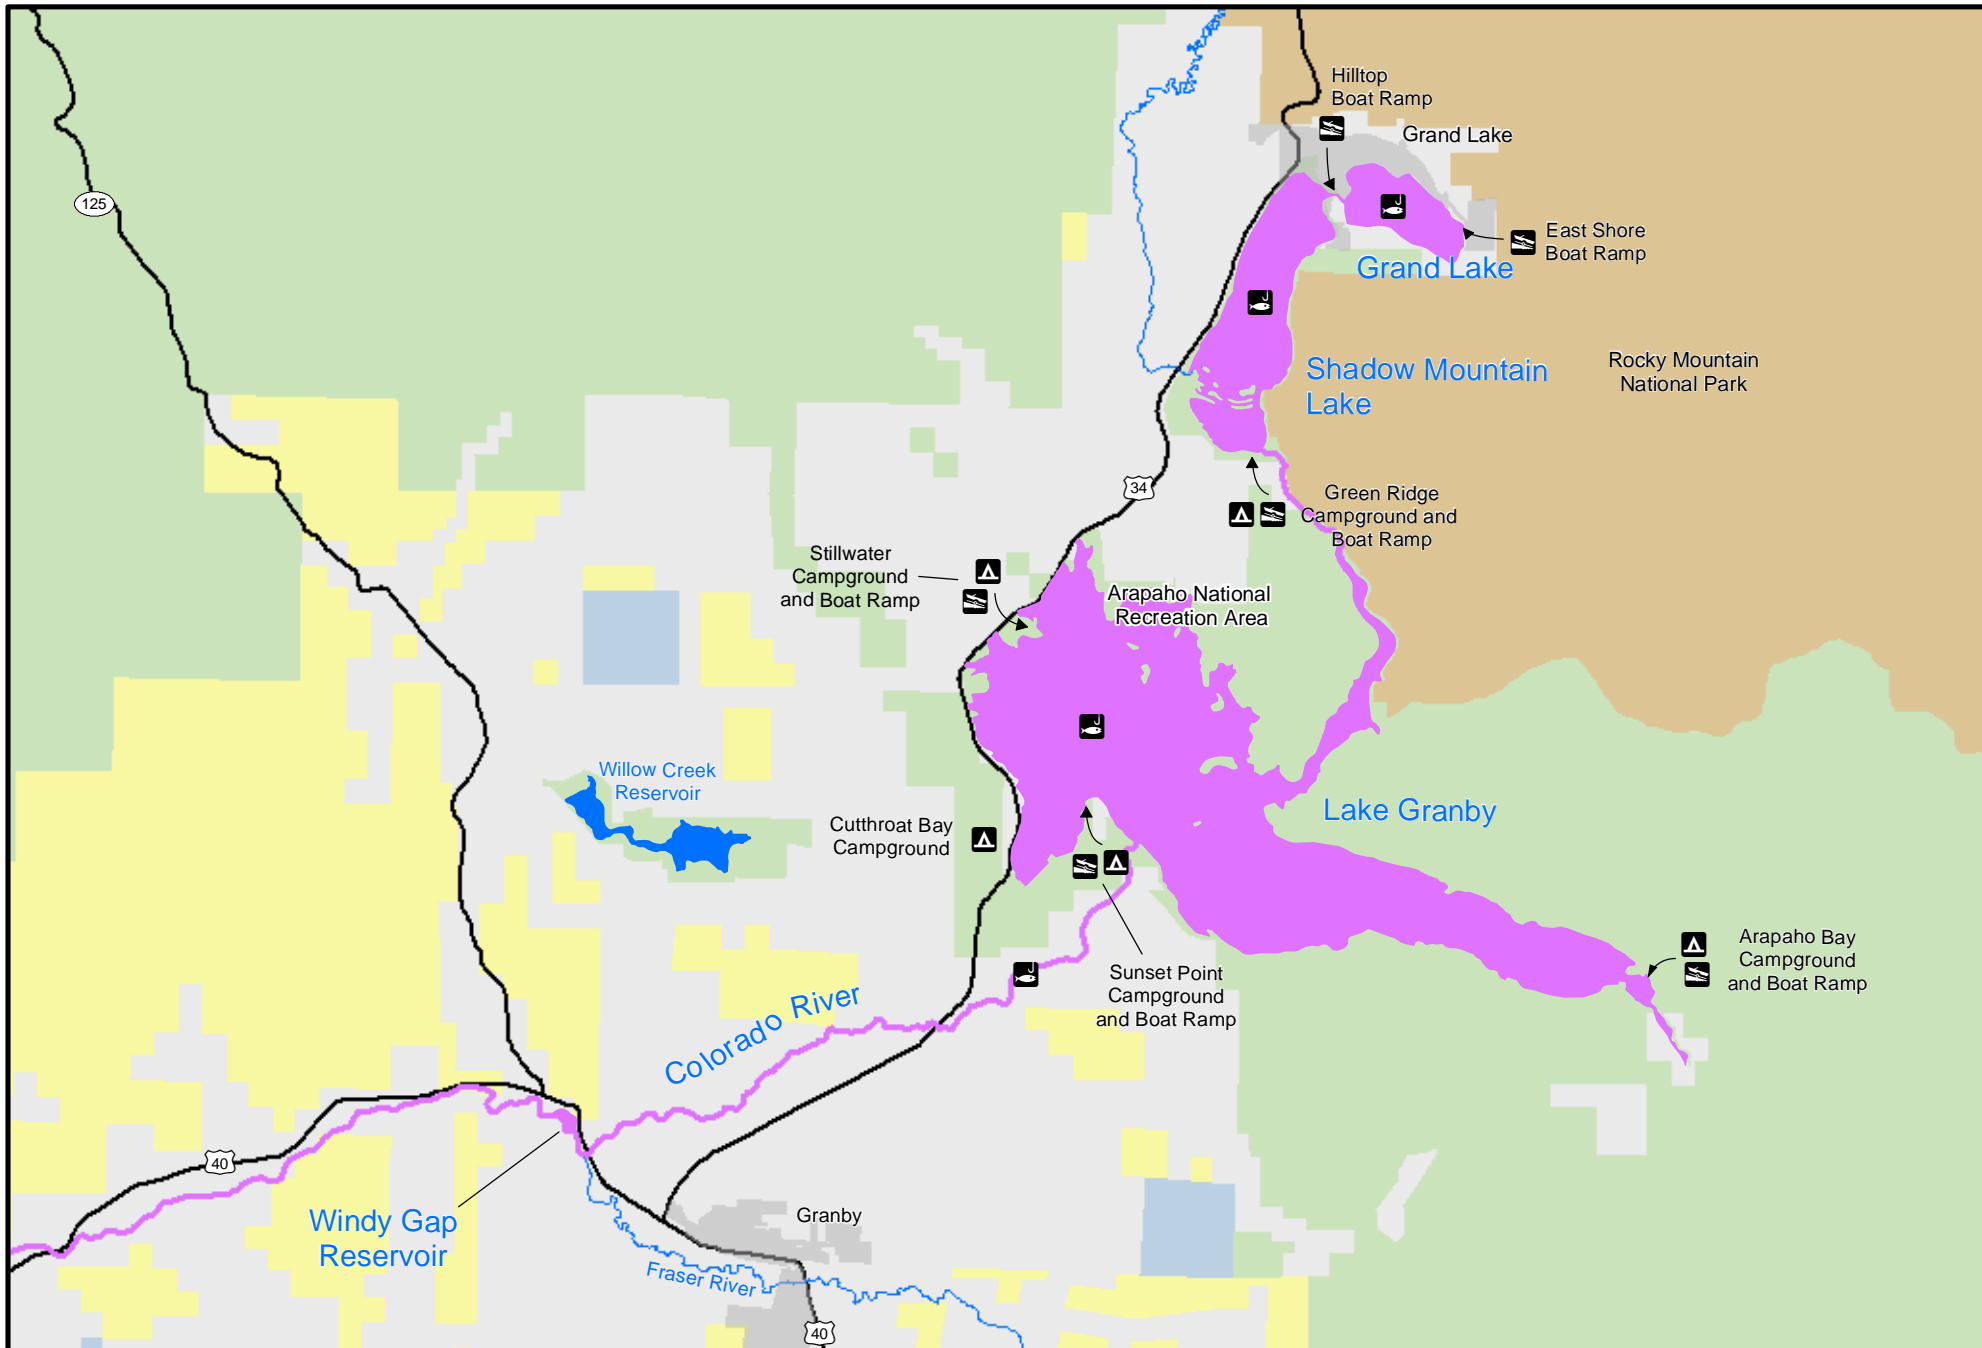 Hilltop
Boat Ramp
Grand Lake
125
East Shore
Boat Ramp
Grand Lake
Shadow Mountain
Lake
Rocky Mountain
National Park
34
Green Ridge
Campground and
Boat Ramp
Stillwater
Campground
and Boat Ramp
Arapaho National
Recreation Area
Willow Creek
Reservoir
Lake Granby
Cutthroat Bay
Campground
Arapaho Bay
Campground
and Boat Ramp
Sunset Point
Campground
and Boat Ramp
Colorado River
40
Windy Gap
Reservoir
Granby
Fraser River
40